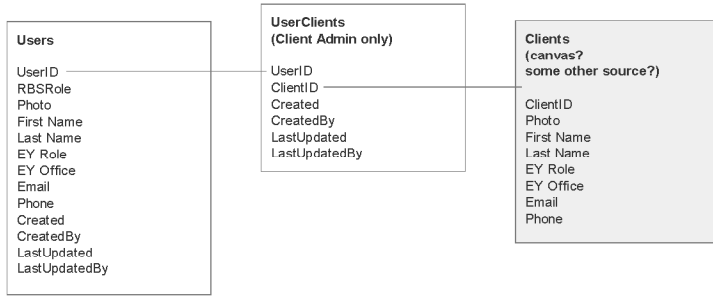 Users
UserID
RBSRole
Photo
First Name
Last Name
EY Role
EY Office
Email
Phone
Created
CreatedBy
LastUpdated
LastUpdatedBy
UserClients
(Client Admin only)
UserID
ClientID
Created
CreatedBy
LastUpdated
LastUpdatedBy
Clients
(canvas?
some other source?)
ClientID
Photo
First Name
Last Name
EY Role
EY Office
Email
Phone